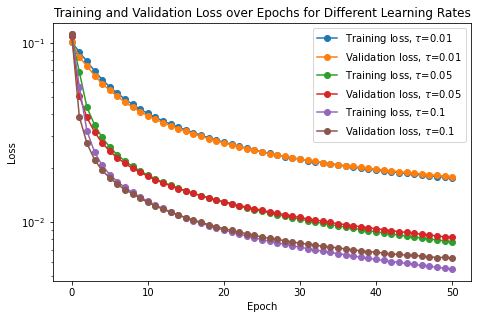 Training and Validation Loss over Epochs for Different Learning Rates
Training loss, τ=0.01
Validation loss, τ=0.01
Training loss, τ=0.05
Validation loss, τ=0.05
Training loss, τ=0.1
Validation loss, τ=0.1
10⁻¹
10⁻²
Loss
0 10 20 30 40 50
Epoch